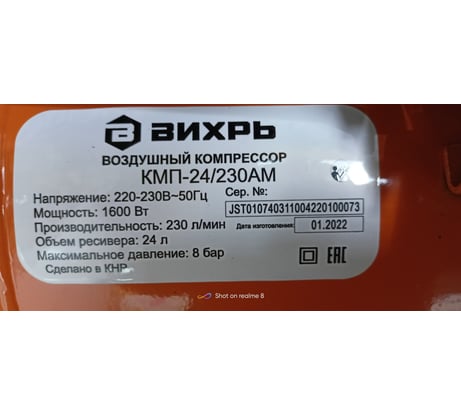 ВИХРЬ
ВОЗДУШНЫЙ КОМПРЕССОР
КМП-24/230АМ
Напряжение: 220-230В~50Гц
Мощность: 1600 Вт
Производительность: 230 л/мин
Объем ресивера: 24 л
Максимальное давление: 8 бар
Сделано в КНР
Сер. №:
JST010740311004220100073
Дата изготовления: 01.2022
EAC
Shot on realme 8